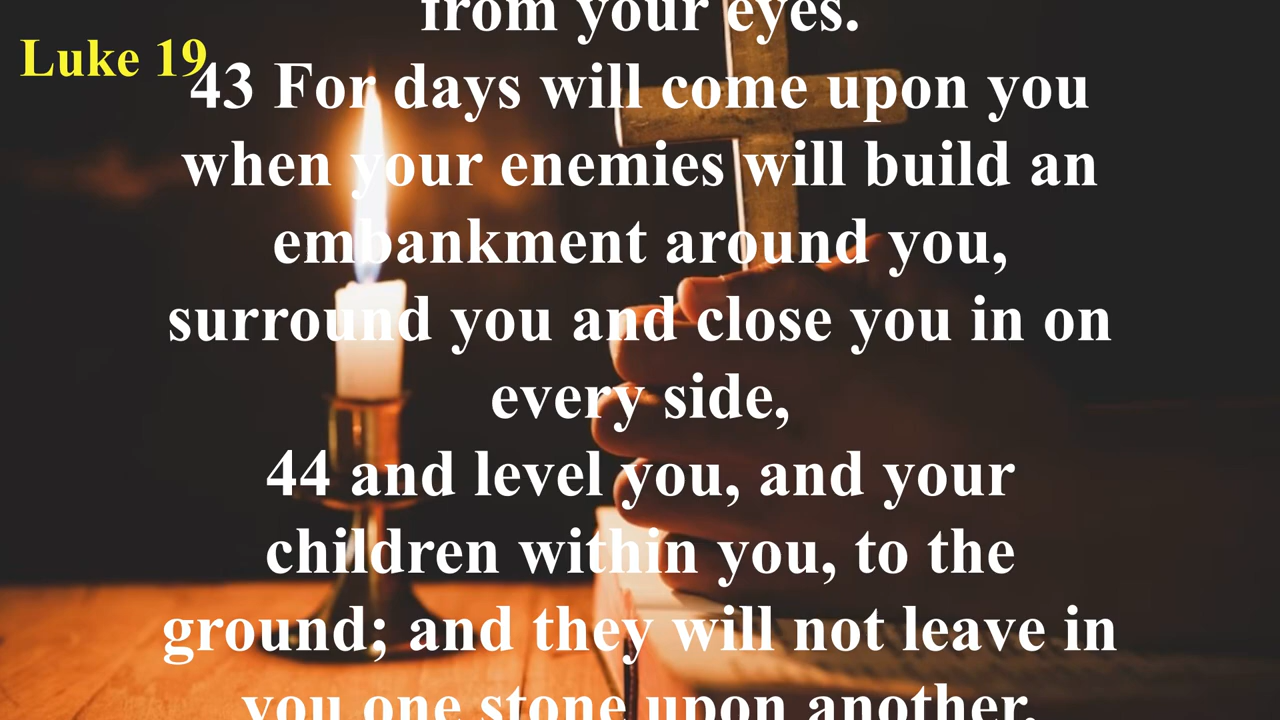 from your eyes.
Luke 19
43 For days will come upon you
when your enemies will build an
embankment around you,
surround you and close you in on
every side,
44 and level you, and your
children within you, to the
ground; and they will not leave in
you one stone upon another,